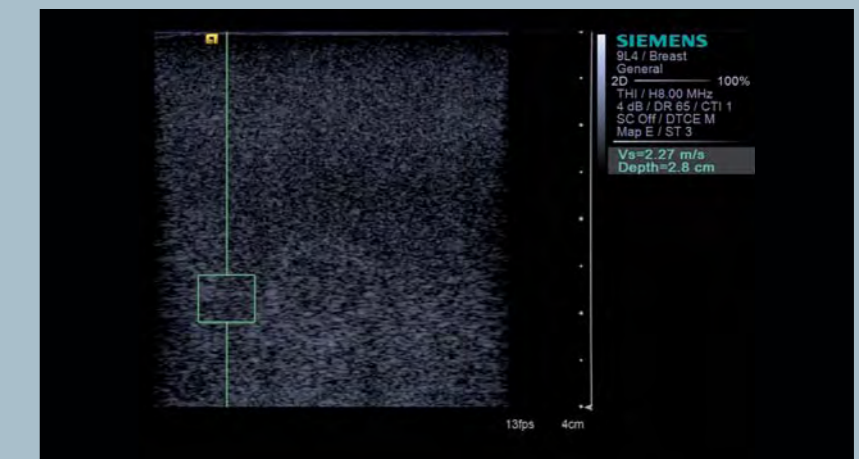 SIEMENS
9L4 / Breast
General
2D 100%
THI / H8.00 MHz
4 dB / DR 65 / CTI 1
SC Off / DTCE M
Map E / ST 3
Vs=2.27 m/s
Depth=2.8 cm
13fps 4cm